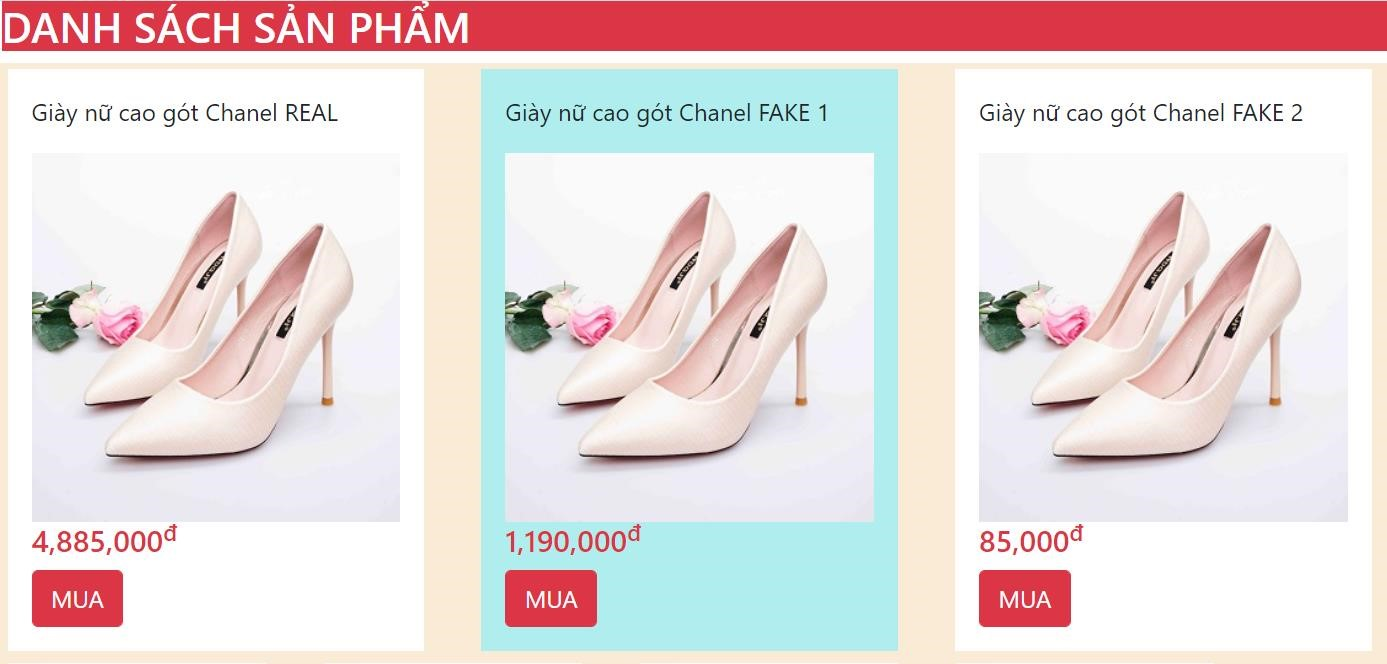 DANH SÁCH SẢN PHẨM
Giày nữ cao gót Chanel REAL
Giày nữ cao gót Chanel FAKE 1
Giày nữ cao gót Chanel FAKE 2
4,885,000đ
1,190,000đ
85,000đ
MUA
MUA
MUA